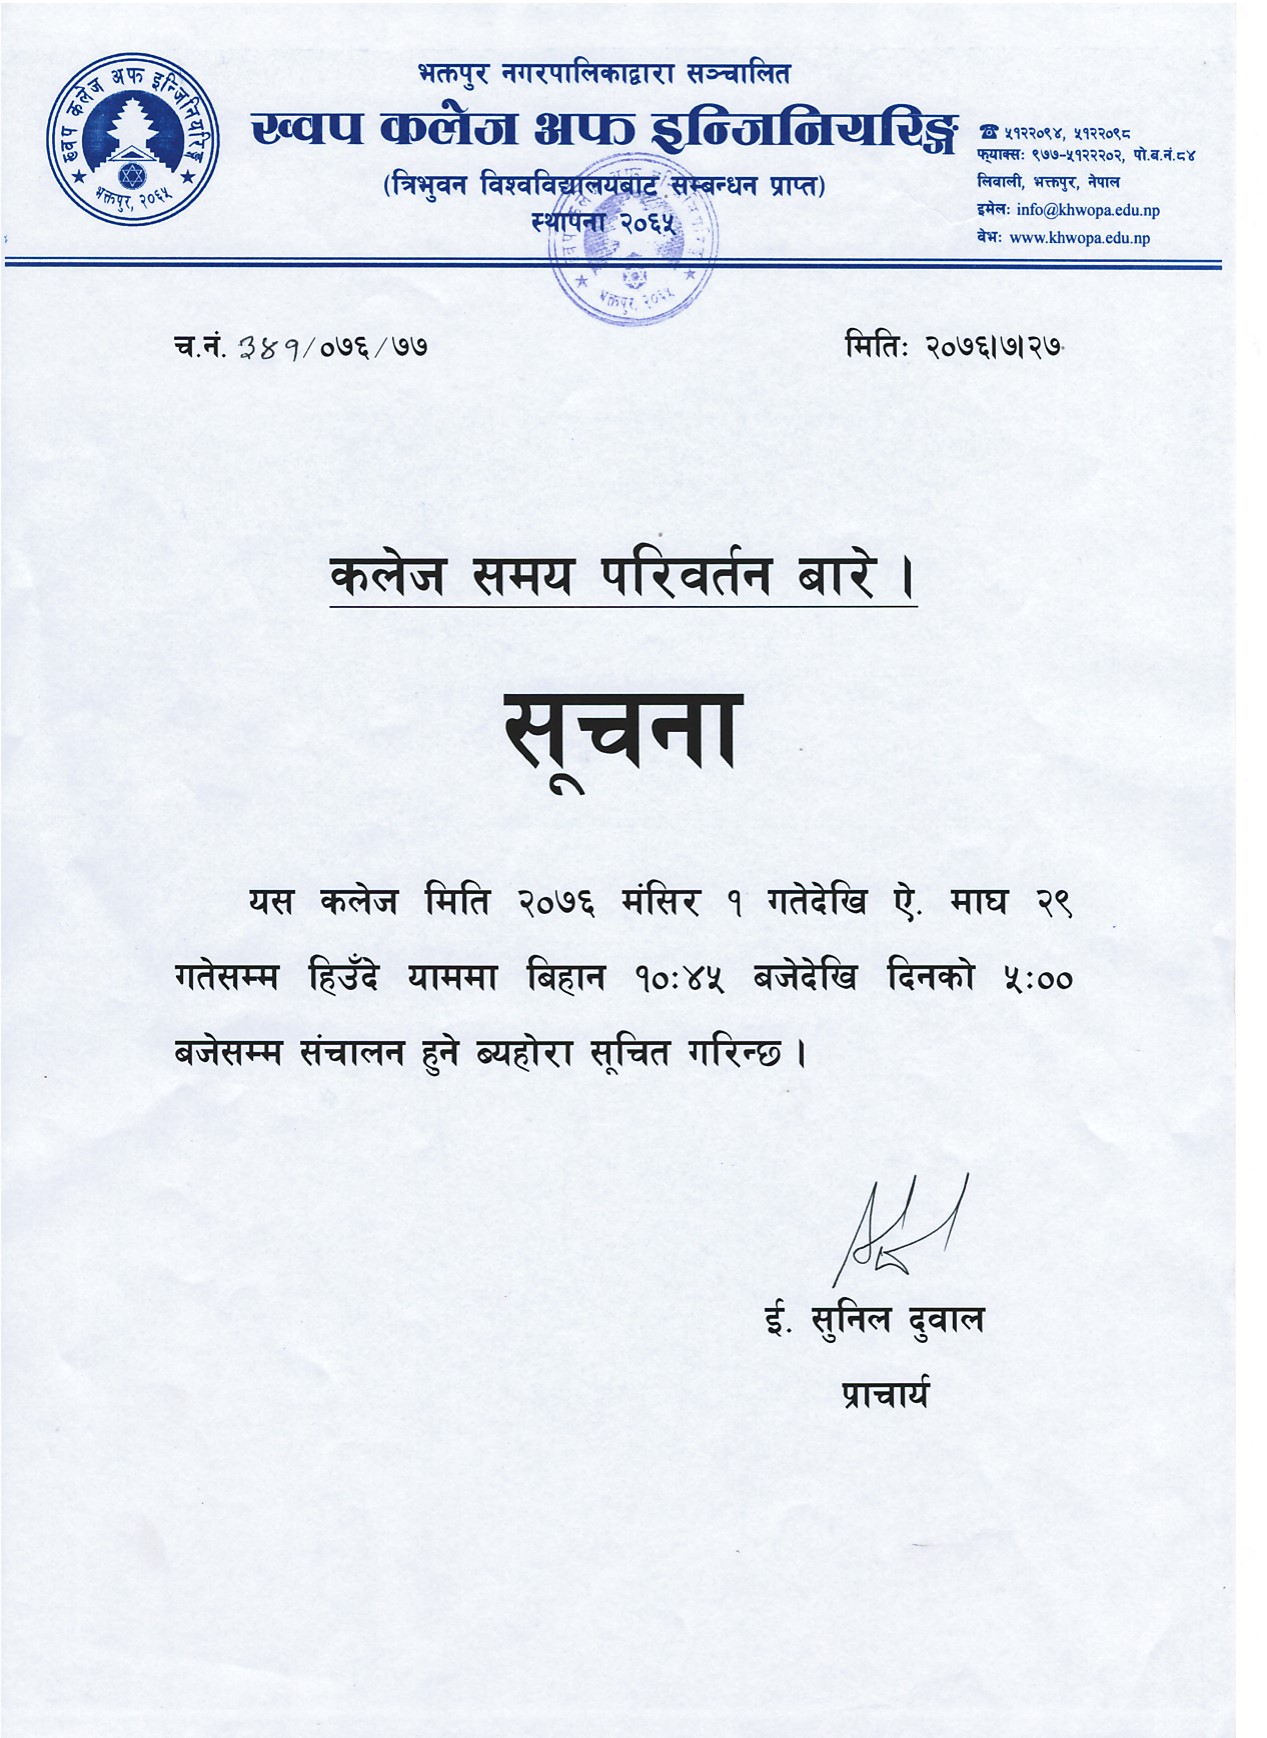 ख्वप कलेज अफ इन्जिनियरिङ्ग
भक्तपुर, २०६५
भक्तपुर नगरपालिकाद्वारा सञ्चालित
ख्वप कलेज अफ इन्जिनियरिङ्ग
(त्रिभुवन विश्वविद्यालयबाट सम्बन्धन प्राप्त)
स्थापना २०६५
☎ ५१२२०९४, ५१२२०९८
फ्याक्सः ९७७-५१२२२०२, पो.ब.नं.८४
लिवाली, भक्तपुर, नेपाल
इमेलः info@khwopa.edu.np
वेभः www.khwopa.edu.np
भक्तपुर, २०६५
च.नं. ३४१/०७६/७७
मितिः २०७६।७।२७
कलेज समय परिवर्तन बारे ।
सूचना
यस कलेज मिति २०७६ मंसिर १ गतेदेखि ऐ. माघ २९
गतेसम्म हिउँदे याममा बिहान १०:४५ बजेदेखि दिनको ५:००
बजेसम्म संचालन हुने ब्यहोरा सूचित गरिन्छ ।
ई. सुनिल दुवाल
प्राचार्य